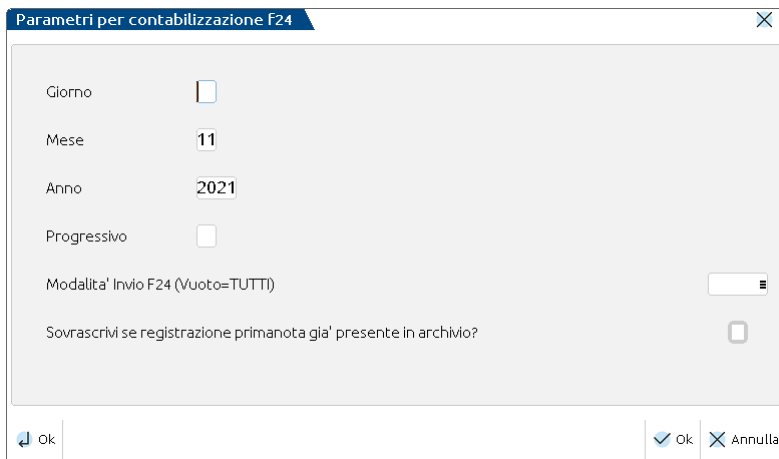 Parametri per contabilizzazione F24
Giorno
Mese 11
Anno 2021
Progressivo
Modalita' Invio F24 (Vuoto=TUTTI)
Sovrascrivi se registrazione primanota gia' presente in archivio?
Ok Ok Annulla